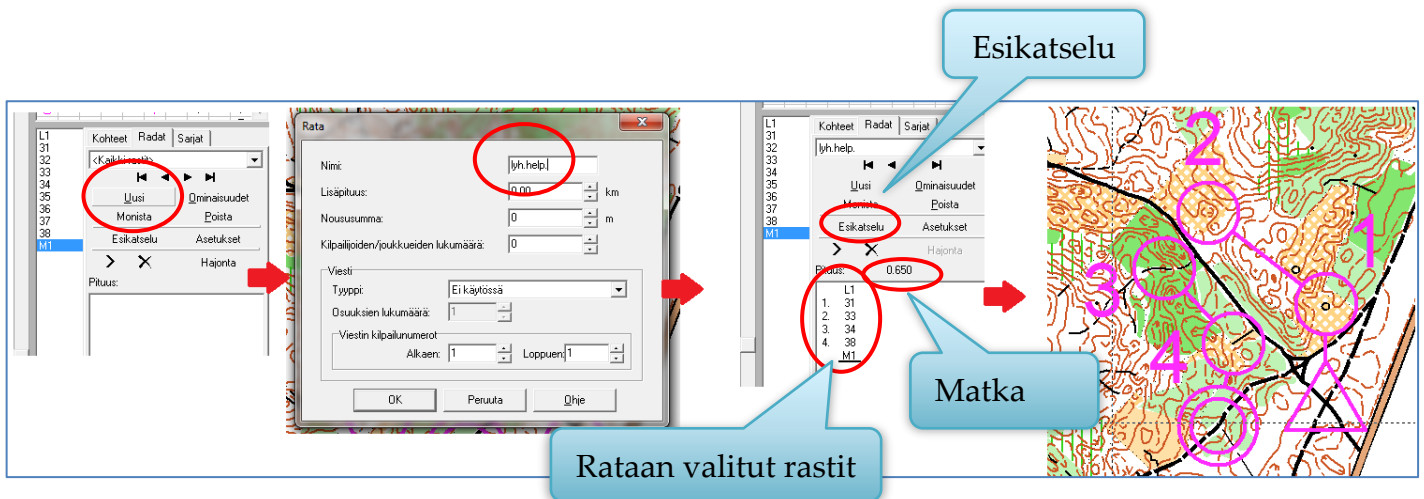 Esikatselu
L1
31
32
33
34
35
36
37
38
M1
Kohteet Radat Sarjat
<Kaikki rastit>
Uusi Ominaisuudet
Monista Poista
Esikatselu Asetukset
Hajonta
Pituus:
Rata
Nimi: lyh.help.
Lisäpituus: 0.00 km
Noususumma: 0 m
Kilpailijoiden/joukkueiden lukumäärä: 0
Viesti
Tyyppi: Ei käytössä
Osuuksien lukumäärä: 1
Viestin kilpailunumerot
Alkaen: 1 Loppuen: 1
OK Peruuta Ohje
L1
31
32
33
34
35
36
37
38
M1
Kohteet Radat Sarjat
lyh.help.
Uusi Ominaisuudet
Monista Poista
Esikatselu Asetukset
Hajonta
Pituus: 0.650
L1
1. 31
2. 33
3. 34
4. 38
M1
Matka
Rataan valitut rastit
2
1
3
4